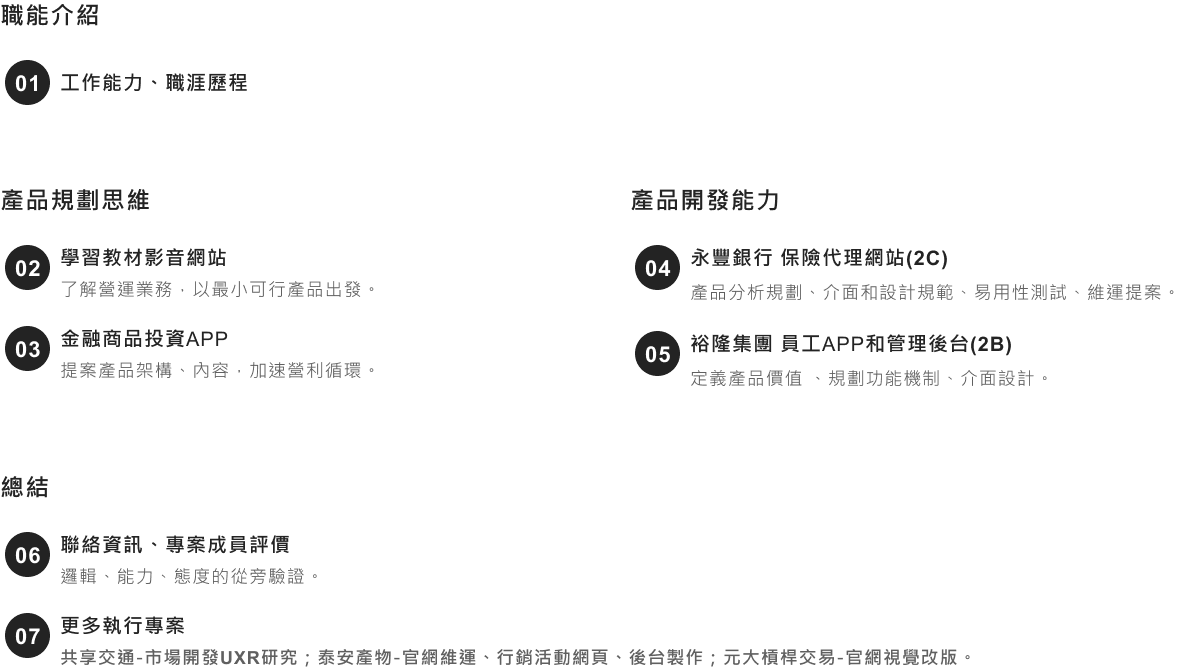 職能介紹
01 工作能力、職涯歷程
產品規劃思維
02 學習教材影音網站
了解營運業務，以最小可行產品出發。
03 金融商品投資APP
提案產品架構、內容，加速營利循環。
產品開發能力
04 永豐銀行 保險代理網站(2C)
產品分析規劃、介面和設計規範、易用性測試、維運提案。
05 裕隆集團 員工APP和管理後台(2B)
定義產品價值 、規劃功能機制、介面設計。
總結
06 聯絡資訊、專案成員評價
邏輯、能力、態度的從旁驗證。
07 更多執行專案
共享交通-市場開發UXR研究；泰安產物-官網維運、行銷活動網頁、後台製作；元大槓桿交易-官網視覺改版。